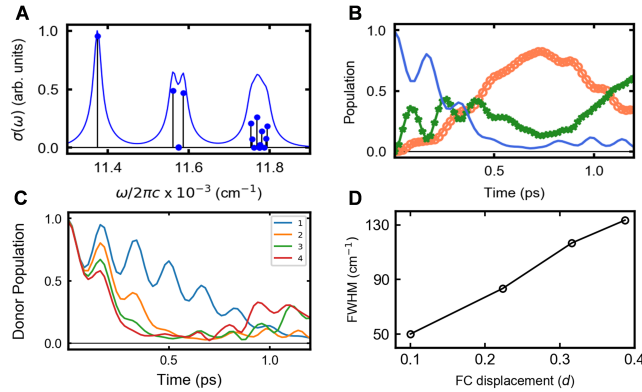 A
1.0
0.5
0.0
σ(ω) (arb. units)
11.4
11.6
11.8
ω/2πc x 10⁻³ (cm⁻¹)
B
1.0
0.5
0.0
Population
0.5
1.0
Time (ps)
C
1.0
0.5
0.0
Donor Population
1
2
3
4
0.5
1.0
Time (ps)
D
130
90
50
FWHM (cm⁻¹)
0.1
0.2
0.3
0.4
FC displacement (d)